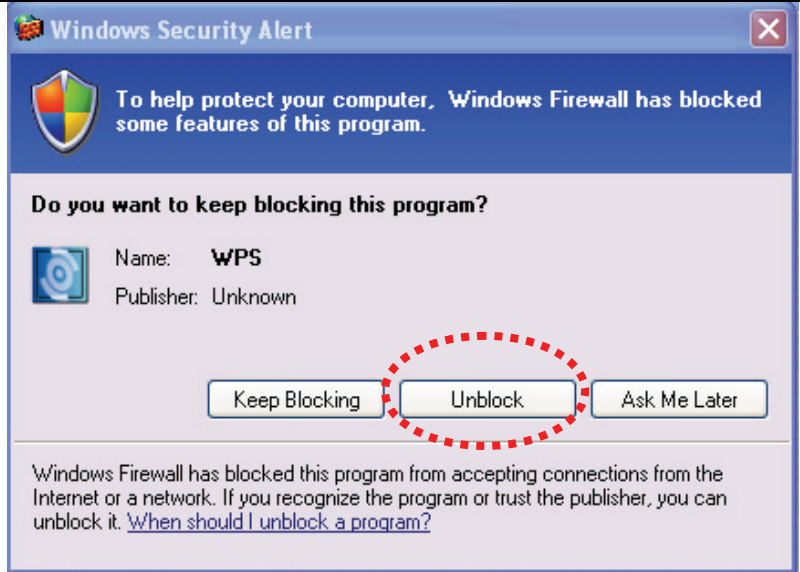 Windows Security Alert
To help protect your computer, Windows Firewall has blocked
some features of this program.
Do you want to keep blocking this program?
Name: WPS
Publisher: Unknown
Keep Blocking Unblock Ask Me Later
Windows Firewall has blocked this program from accepting connections from the
Internet or a network. If you recognize the program or trust the publisher, you can
unblock it. When should I unblock a program?